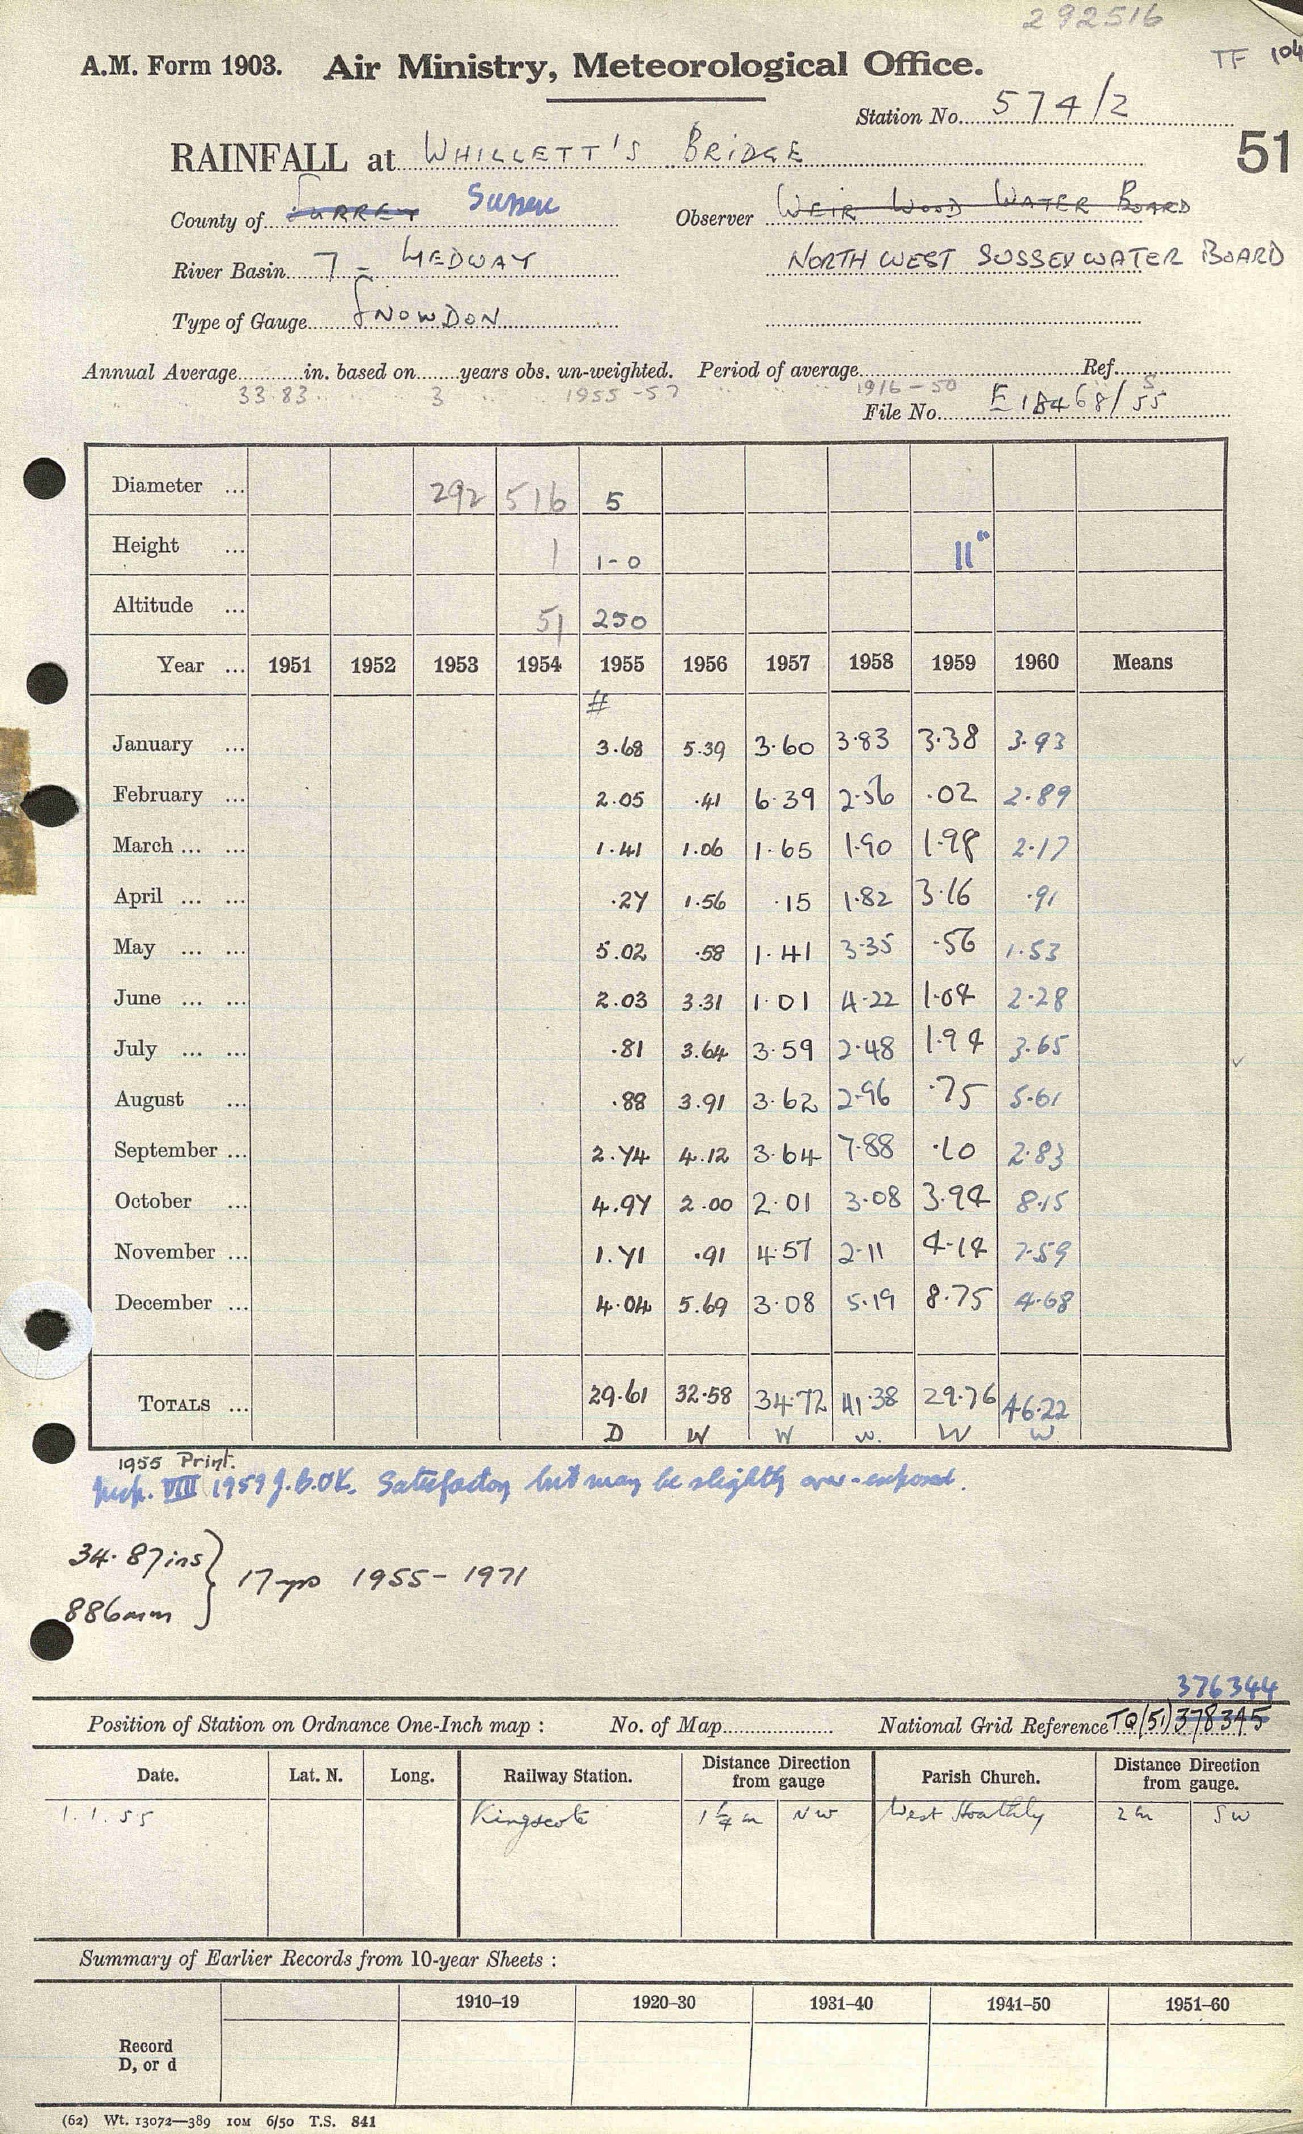 292516
A.M. Form 1903. Air Ministry, Meteorological Office. TF 104
Station No. 574/2
RAINFALL at WHILLETT'S BRIDGE 51
County of SURREY Sussex Observer WEIR WOOD WATER BOARD
River Basin 7 - MEDWAY NORTH WEST SUSSEX WATER BOARD
Type of Gauge SNOWDON
Annual Average in. based on years obs. un-weighted. Period of average Ref.
33.83 3 1955-57 1916-50
File No. E 18468/55
Diameter ... 292 516 5
Height ... 1 1-0 11"
Altitude ... 51 250
Year ... 1951 1952 1953 1954 1955 1956 1957 1958 1959 1960 Means
#
January ... 3.68 5.39 3.60 3.83 3.38 3.93
February ... 2.05 .41 6.39 2.56 .02 2.89
March ... ... 1.41 1.06 1.65 1.90 1.98 2.17
April ... ... .27 1.56 .15 1.82 3.16 .91
May ... ... 5.02 .58 1.41 3.35 .56 1.53
June ... ... 2.03 3.31 1.01 4.22 1.04 2.28
July ... ... .81 3.64 3.59 2.48 1.94 3.65
August ... .88 3.91 3.62 2.96 .75 5.61
September ... 2.74 4.12 3.64 7.88 .10 2.83
October ... 4.97 2.00 2.01 3.08 3.94 8.15
November ... 1.71 .91 4.57 2.11 4.14 7.59
December ... 4.04 5.69 3.08 5.19 8.75 4.68
TOTALS ... 29.61 32.58 34.72 41.38 29.76 46.22
D W W W. W W
1955 Print.
Insp. VIII 1959 J.G.O.K. Satisfactory but may be slightly over-exposed.
34.87 ins } 17 yrs 1955-1971
886 mm
376344
Position of Station on Ordnance One-Inch map : No. of Map National Grid Reference TQ(51)378345
Date. Lat. N. Long. Railway Station. Distance Direction from gauge Parish Church. Distance Direction from gauge.
1.1.55 Kingscote 1¼ m NW West Hoathly 2 m SW
Summary of Earlier Records from 10-year Sheets :
1910–19 1920–30 1931–40 1941–50 1951–60
Record
D, or d
(62) Wt. 13072—389 10M 6/50 T.S. 841